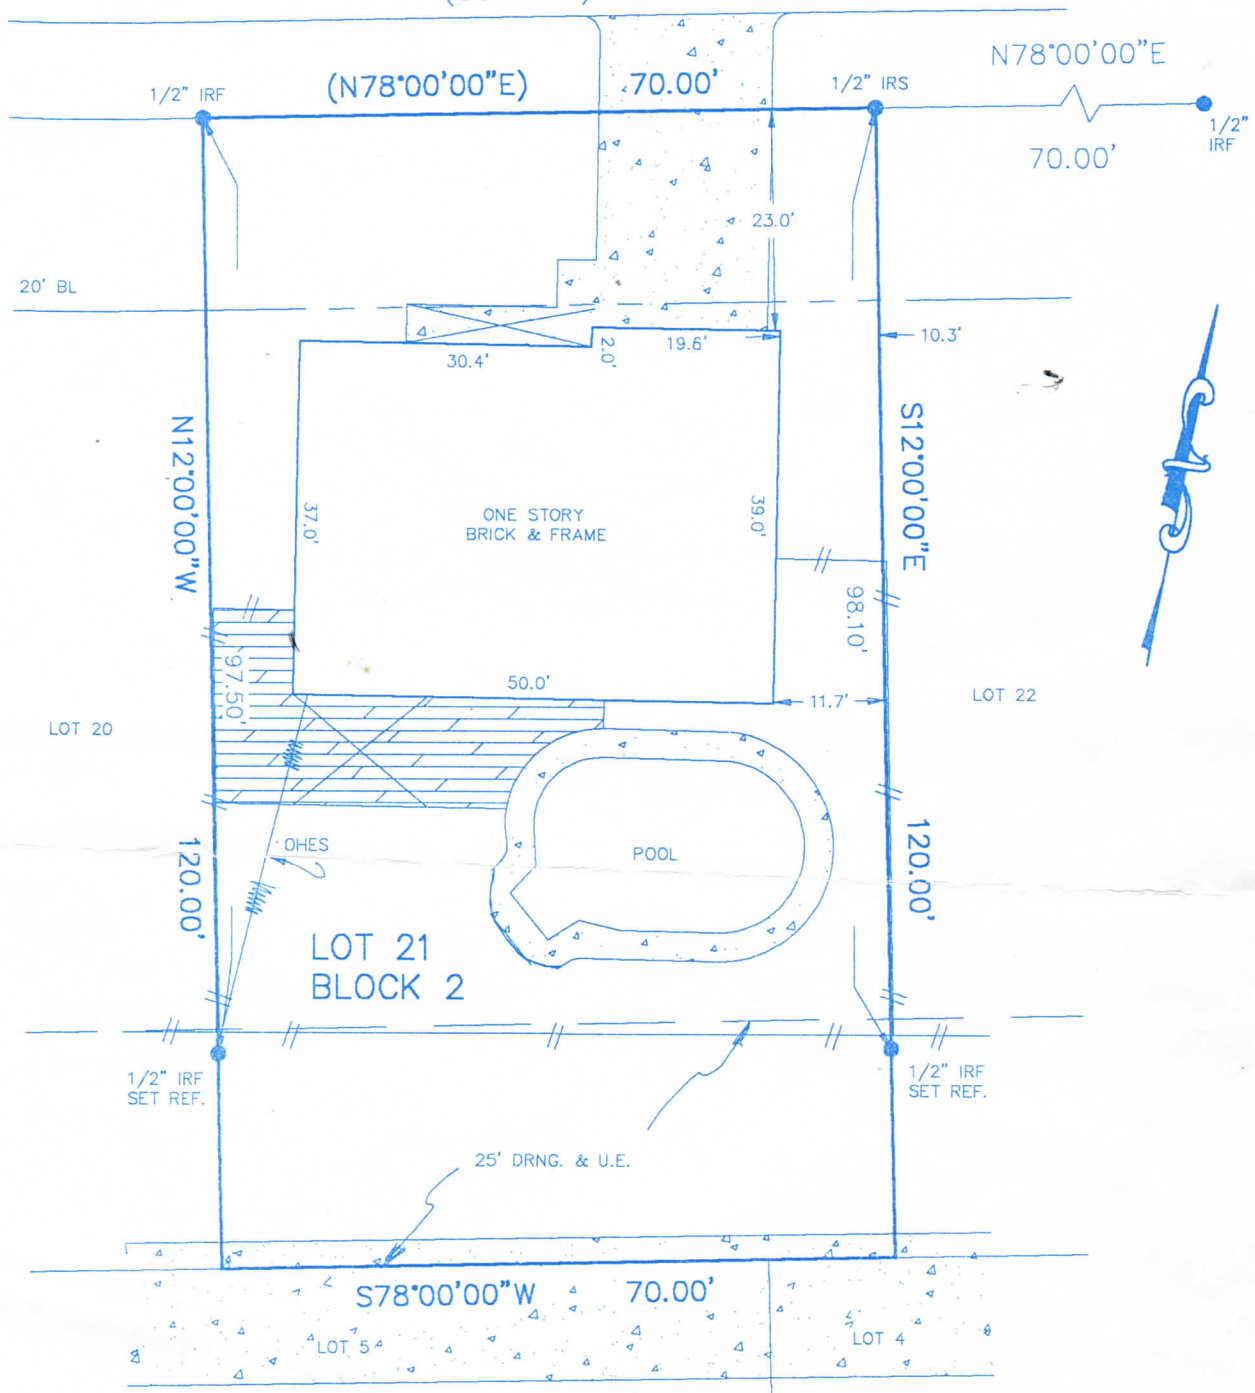 N78°00'00"E
(N78°00'00"E) 70.00'
1/2" IRF
1/2" IRS
1/2"
IRF
70.00'
23.0'
20' BL
10.3'
30.4'
2.0'
19.6'
N12°00'00"W
S12°00'00"E
37.0'
ONE STORY
BRICK & FRAME
39.0'
98.10'
97.50'
50.0'
11.7'
LOT 20
LOT 22
OHES
POOL
120.00'
120.00'
LOT 21
BLOCK 2
1/2" IRF
SET REF.
1/2" IRF
SET REF.
25' DRNG. & U.E.
S78°00'00"W 70.00'
LOT 5
LOT 4